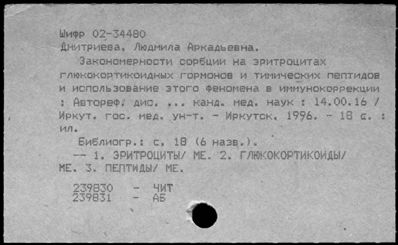 Шифр 02-34480
Дмитриева, Людмила Аркадьевна.
Закономерности сорбции на эритроцитах
глюкокортикоидных гормонов и тимических пептидов
и использование этого феномена в иммунокоррекции
: Автореф. дис. ... канд. мед. наук : 14.00.16 /
Иркут. гос. мед. ун-т. - Иркутск, 1996. - 18 с. :
ил.
Библиогр.: с. 18 (6 назв.).
-- 1. ЭРИТРОЦИТЫ/ МЕ. 2. ГЛЮКОКОРТИКОИДЫ/
МЕ. 3. ПЕПТИДЫ/ МЕ.
239830 - ЧИТ
239831 - АБ